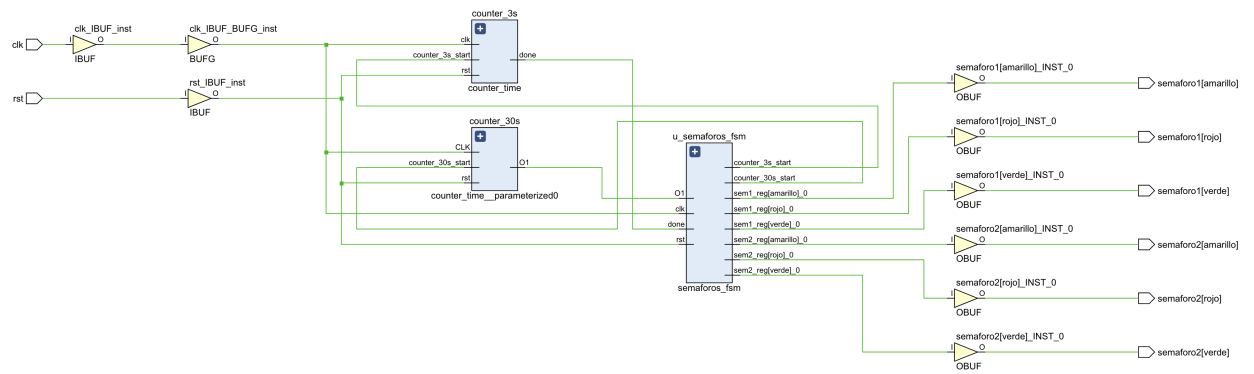 counter_3s
clk_IBUF_inst
clk_IBUF_BUFG_inst
clk
I
O
IBUF
I
O
BUFG
clk
counter_3s_start
rst
done
counter_time
rst_IBUF_inst
rst
I
O
IBUF
counter_30s
CLK
counter_30s_start
rst
O1
counter_time__parameterized0
u_semaforos_fsm
O1
clk
done
rst
counter_3s_start
counter_30s_start
sem1_reg[amarillo]_0
sem1_reg[rojo]_0
sem1_reg[verde]_0
sem2_reg[amarillo]_0
sem2_reg[rojo]_0
sem2_reg[verde]_0
semaforos_fsm
semaforo1[amarillo]_INST_0
I
O
OBUF
semaforo1[amarillo]
semaforo1[rojo]_INST_0
I
O
OBUF
semaforo1[rojo]
semaforo1[verde]_INST_0
I
O
OBUF
semaforo1[verde]
semaforo2[amarillo]_INST_0
I
O
OBUF
semaforo2[amarillo]
semaforo2[rojo]_INST_0
I
O
OBUF
semaforo2[rojo]
semaforo2[verde]_INST_0
I
O
OBUF
semaforo2[verde]